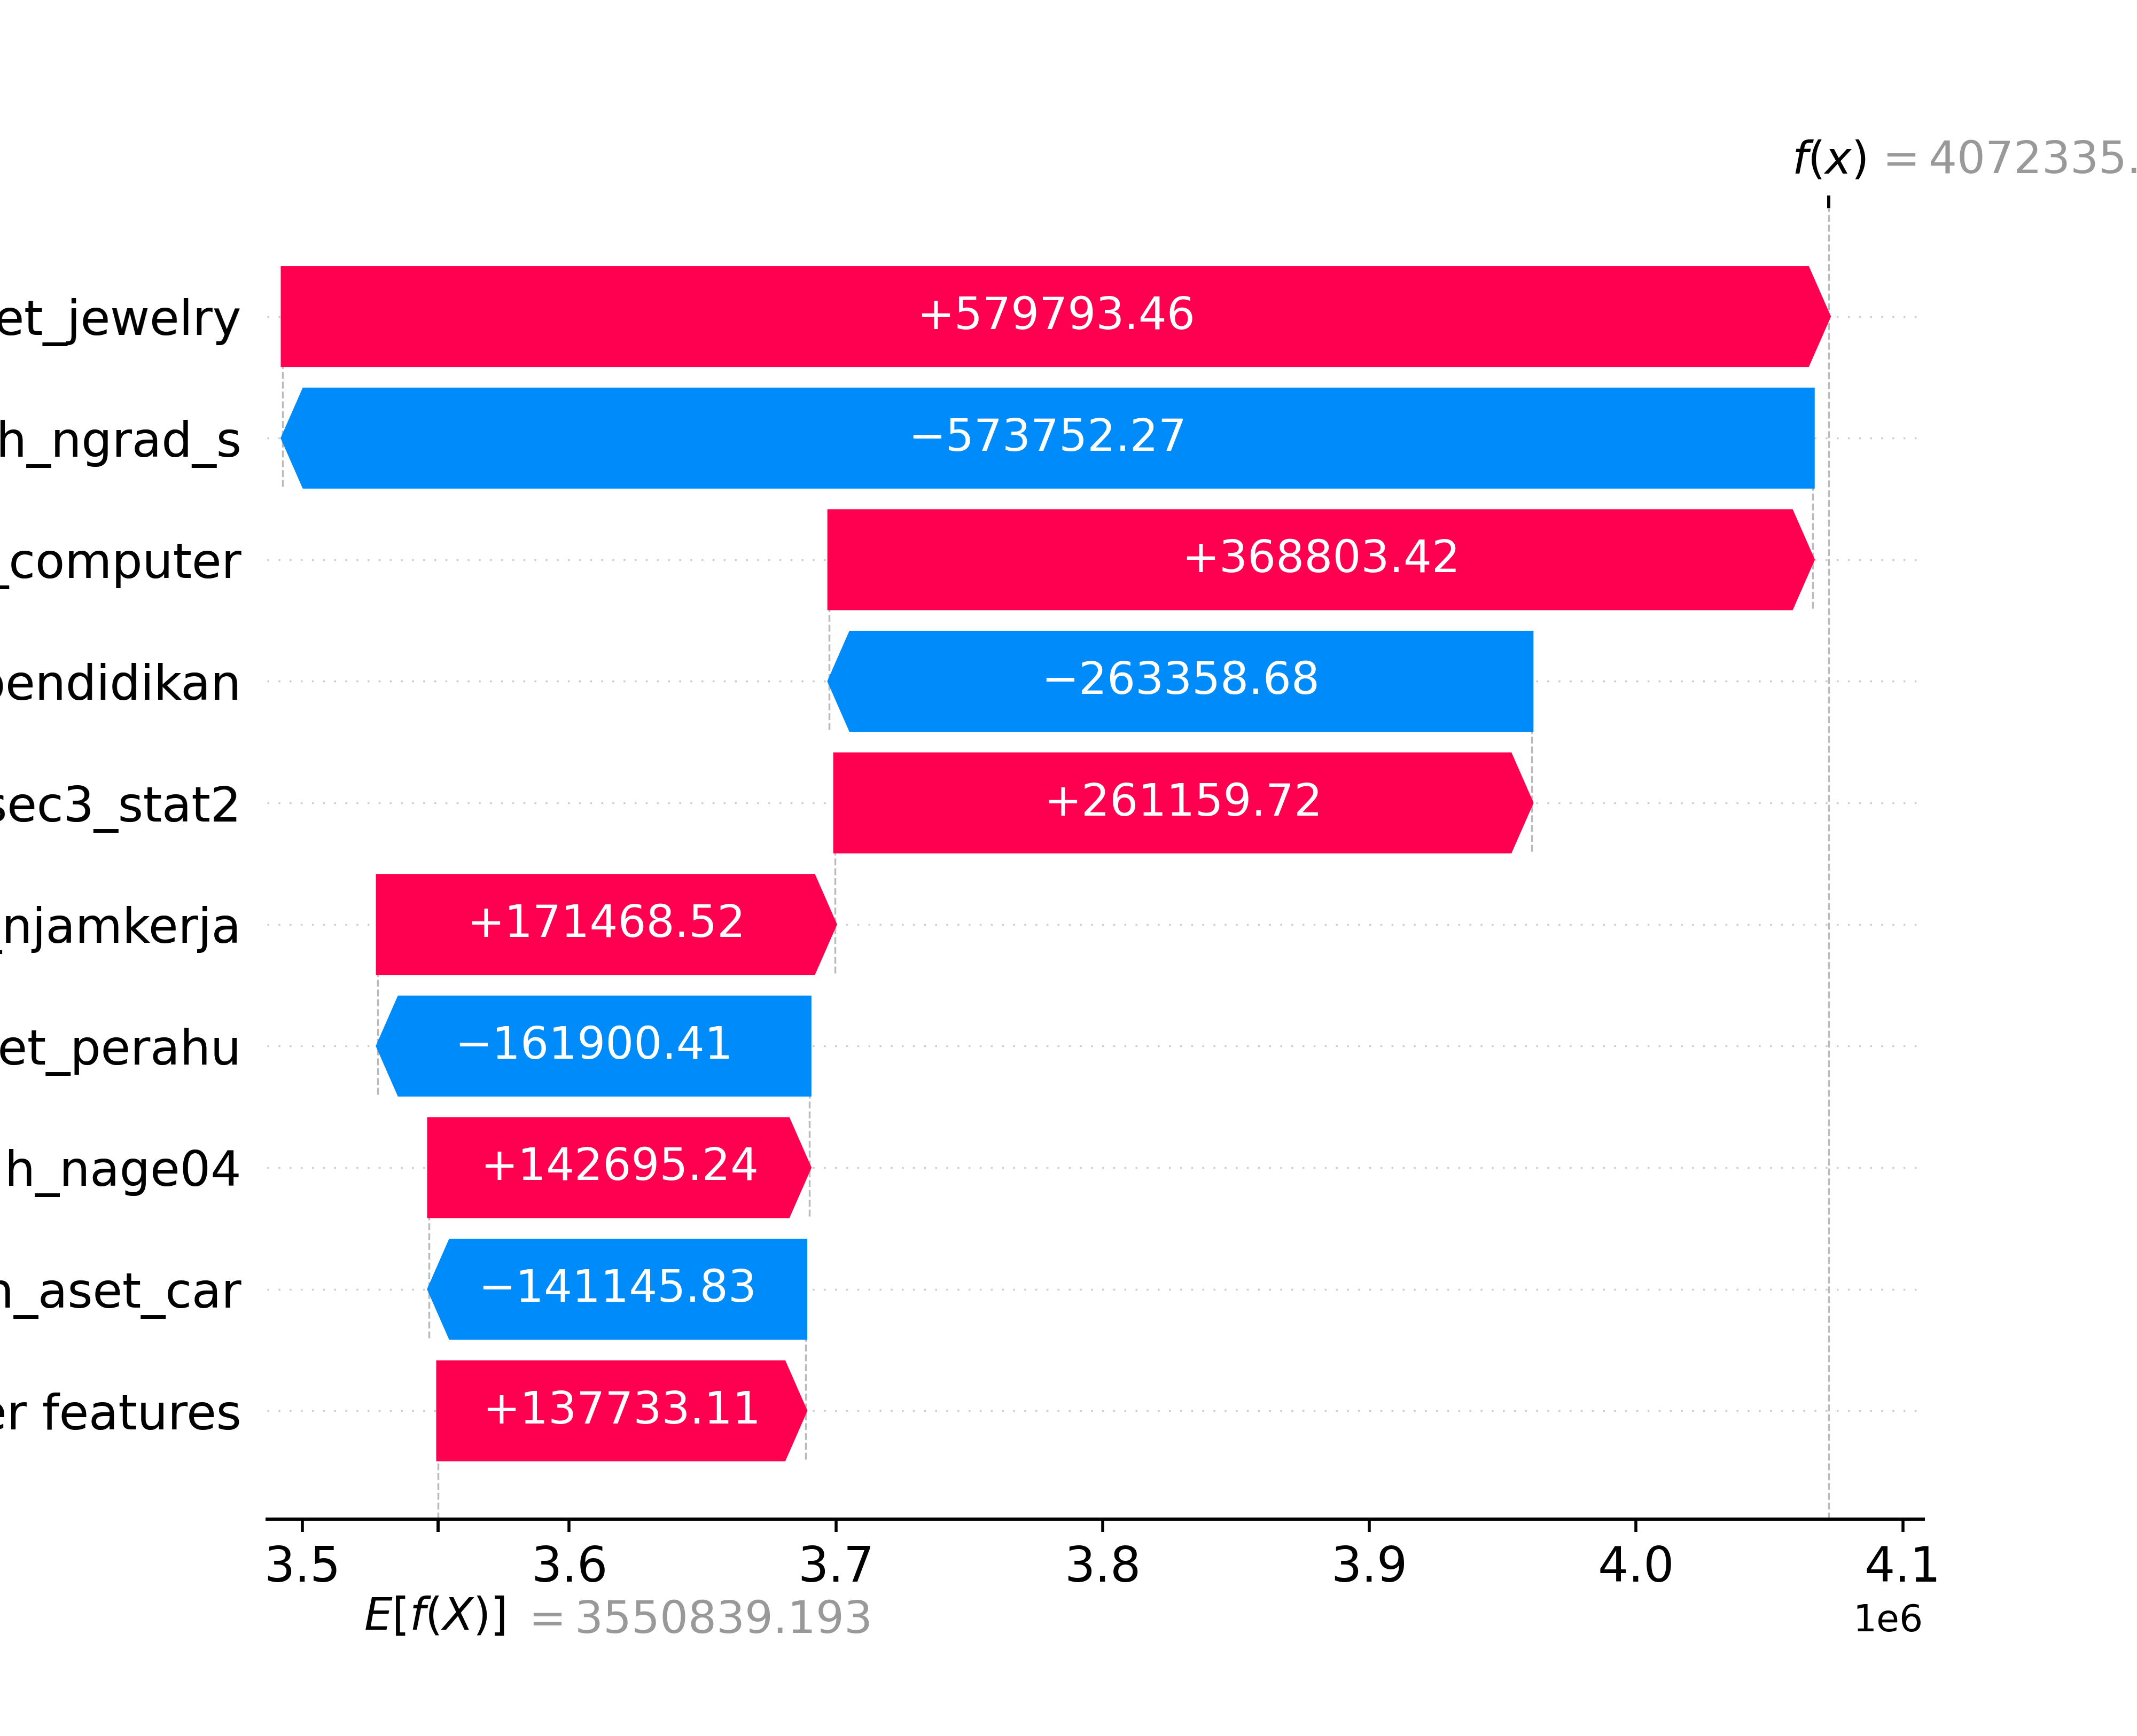 f(x) = 4072335.
et_jewelry
+579793.46
h_ngrad_s
−573752.27
_computer
+368803.42
pendidikan
−263358.68
sec3_stat2
+261159.72
_njamkerja
+171468.52
et_perahu
−161900.41
h_nage04
+142695.24
h_aset_car
−141145.83
er features
+137733.11
3.5 3.6 3.7 3.8 3.9 4.0 4.1
E[f(X)] = 3550839.193
1e6